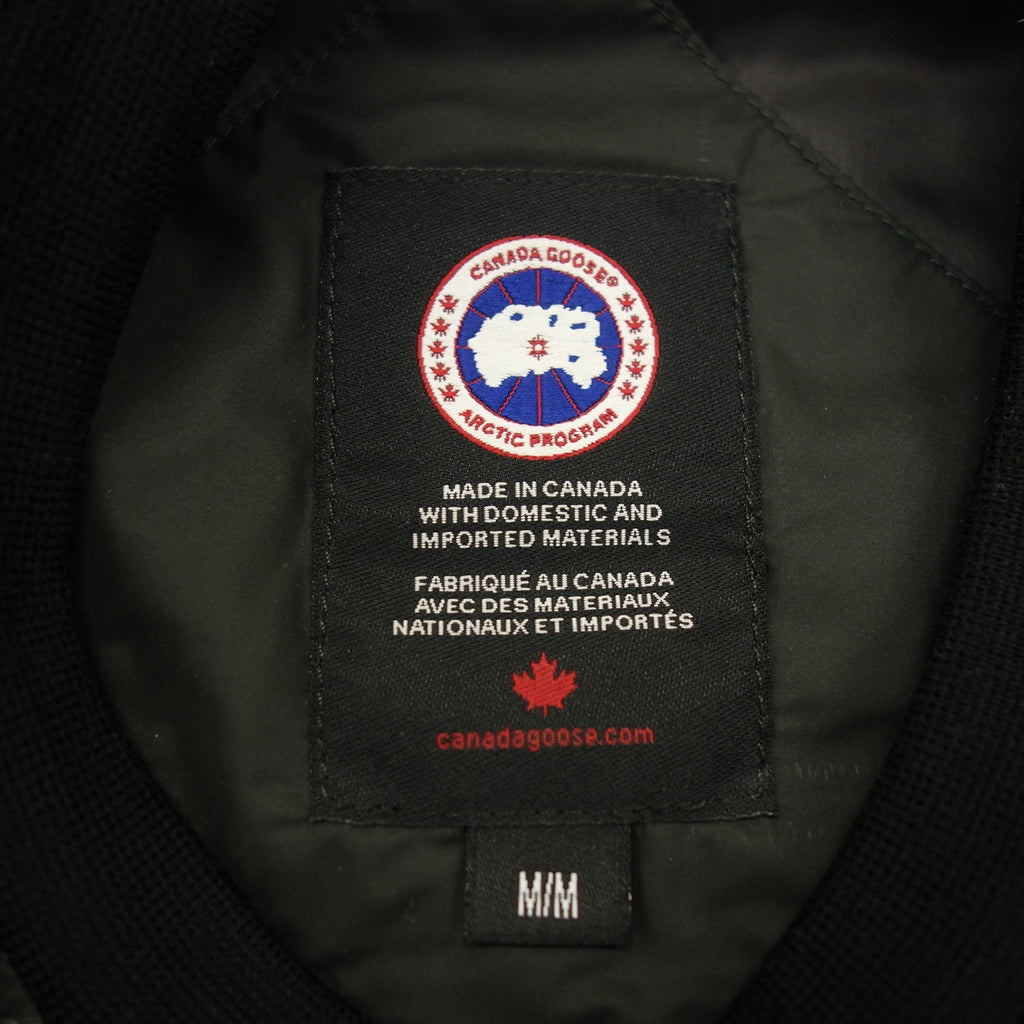 CANADA GOOSE®
ARCTIC PROGRAM
MADE IN CANADA
WITH DOMESTIC AND
IMPORTED MATERIALS
FABRIQUÉ AU CANADA
AVEC DES MATERIAUX
NATIONAUX ET IMPORTÉS
canadagoose.com
M/M